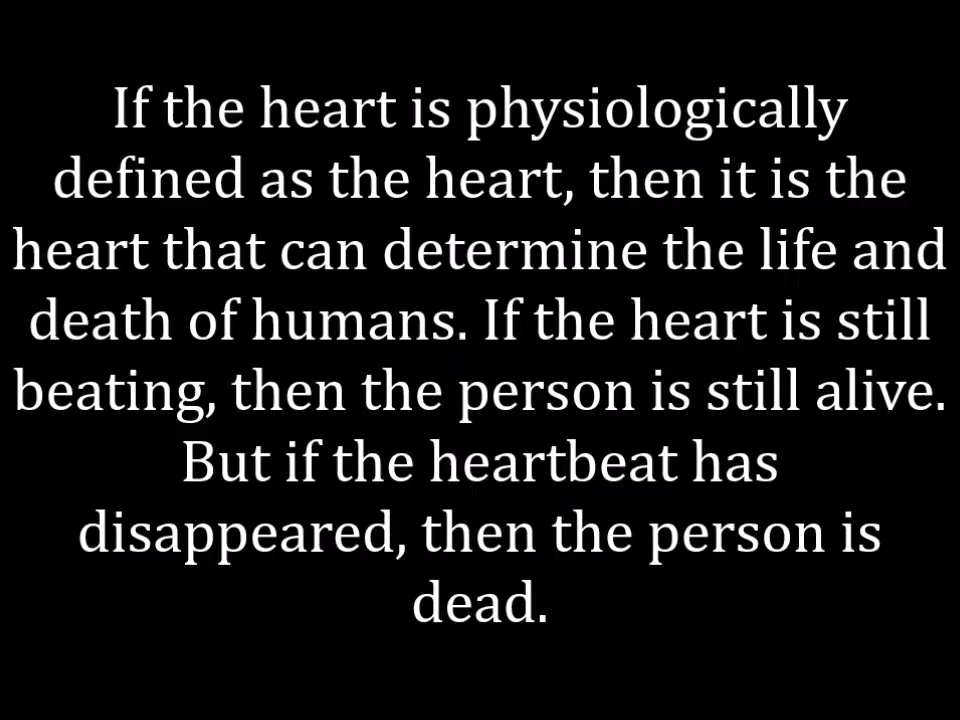 If the heart is physiologically
defined as the heart, then it is the
heart that can determine the life and
death of humans. If the heart is still
beating, then the person is still alive.
But if the heartbeat has
disappeared, then the person is
dead.